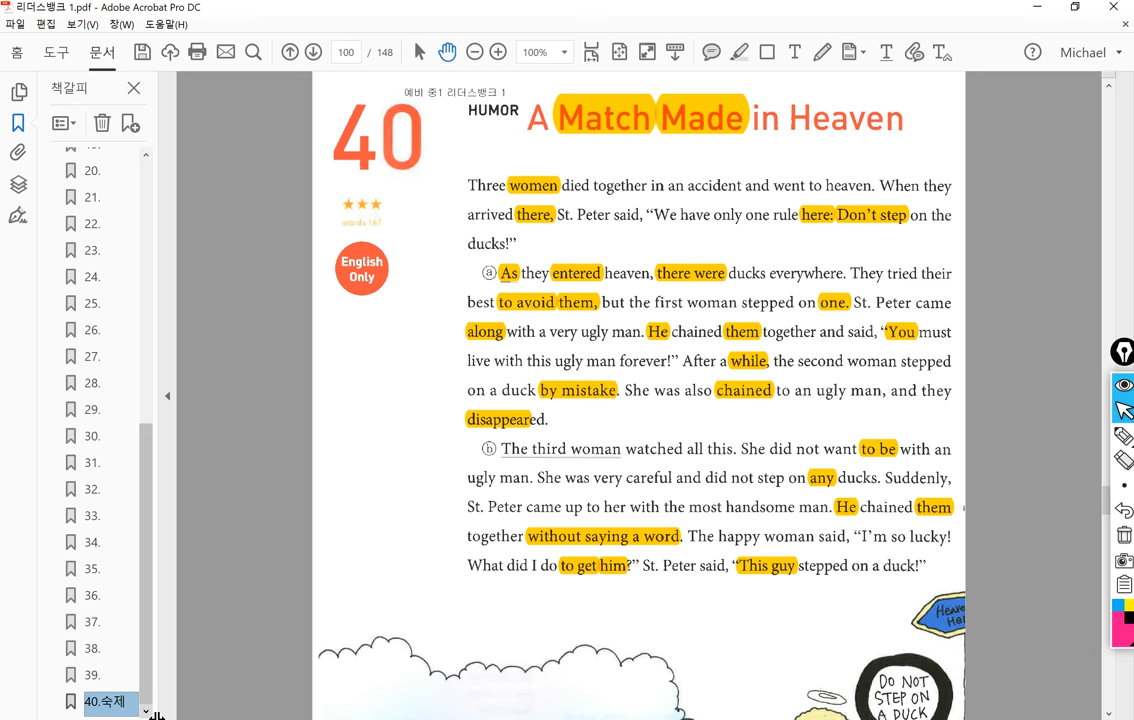 리더스뱅크 1.pdf - Adobe Acrobat Pro DC
파일 편집 보기(V) 창(W) 도움말(H)
홈 도구 문서 100 / 148 100% Michael
책갈피
20.
21.
22.
23.
24.
25.
26.
27.
28.
29.
30.
31.
32.
33.
34.
35.
36.
37.
38.
39.
40.숙제
예비 중1 리더스뱅크 1
40 HUMOR A Match Made in Heaven
★★★
words 167
English
Only
Three women died together in an accident and went to heaven. When they
arrived there, St. Peter said, “We have only one rule here: Don’t step on the
ducks!”
ⓐ As they entered heaven, there were ducks everywhere. They tried their
best to avoid them, but the first woman stepped on one. St. Peter came
along with a very ugly man. He chained them together and said, “You must
live with this ugly man forever!” After a while, the second woman stepped
on a duck by mistake. She was also chained to an ugly man, and they
disappeared.
ⓑ The third woman watched all this. She did not want to be with an
ugly man. She was very careful and did not step on any ducks. Suddenly,
St. Peter came up to her with the most handsome man. He chained them
together without saying a word. The happy woman said, “I’m so lucky!
What did I do to get him?” St. Peter said, “This guy stepped on a duck!”
DO NOT
STEP ON
A DUCK